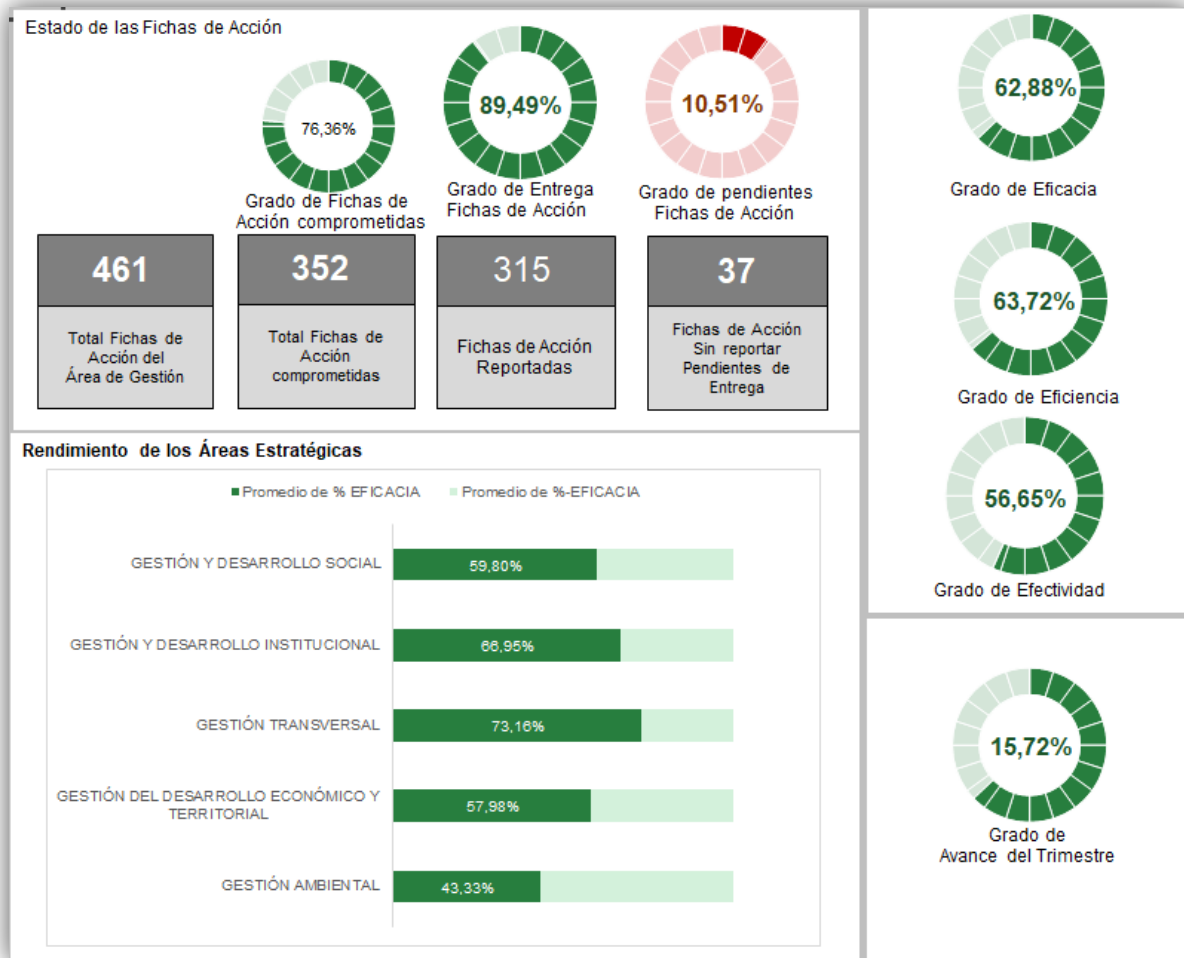 Estado de las Fichas de Acción
76,36%
Grado de Fichas de
Acción comprometidas
89,49%
Grado de Entrega
Fichas de Acción
10,51%
Grado de pendientes
Fichas de Acción
461
Total Fichas de
Acción del
Área de Gestión
352
Total Fichas de
Acción
comprometidas
315
Fichas de Acción
Reportadas
37
Fichas de Acción
Sin reportar
Pendientes de
Entrega
62,88%
Grado de Eficacia
63,72%
Grado de Eficiencia
56,65%
Grado de Efectividad
Rendimiento de los Áreas Estratégicas
Promedio de % EFICACIA
Promedio de %-EFICACIA
GESTIÓN Y DESARROLLO SOCIAL
59,80%
GESTIÓN Y DESARROLLO INSTITUCIONAL
66,95%
GESTIÓN TRANSVERSAL
73,16%
GESTIÓN DEL DESARROLLO ECONÓMICO Y
TERRITORIAL
57,98%
GESTIÓN AMBIENTAL
43,33%
15,72%
Grado de
Avance del Trimestre